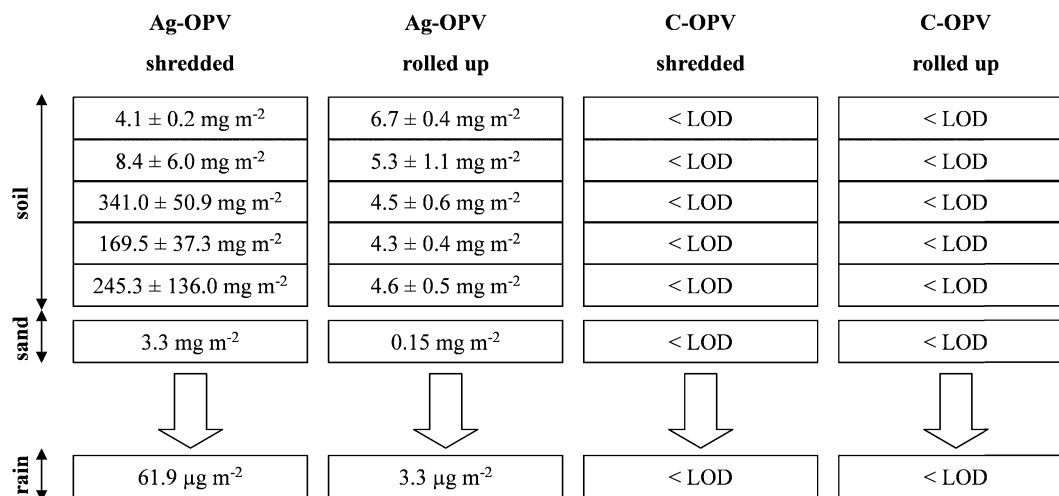 Ag-OPV Ag-OPV C-OPV C-OPV
shredded rolled up shredded rolled up
soil
4.1 ± 0.2 mg m⁻² 6.7 ± 0.4 mg m⁻² < LOD < LOD
8.4 ± 6.0 mg m⁻² 5.3 ± 1.1 mg m⁻² < LOD < LOD
341.0 ± 50.9 mg m⁻² 4.5 ± 0.6 mg m⁻² < LOD < LOD
169.5 ± 37.3 mg m⁻² 4.3 ± 0.4 mg m⁻² < LOD < LOD
245.3 ± 136.0 mg m⁻² 4.6 ± 0.5 mg m⁻² < LOD < LOD
sand
3.3 mg m⁻² 0.15 mg m⁻² < LOD < LOD
rain
61.9 µg m⁻² 3.3 µg m⁻² < LOD < LOD